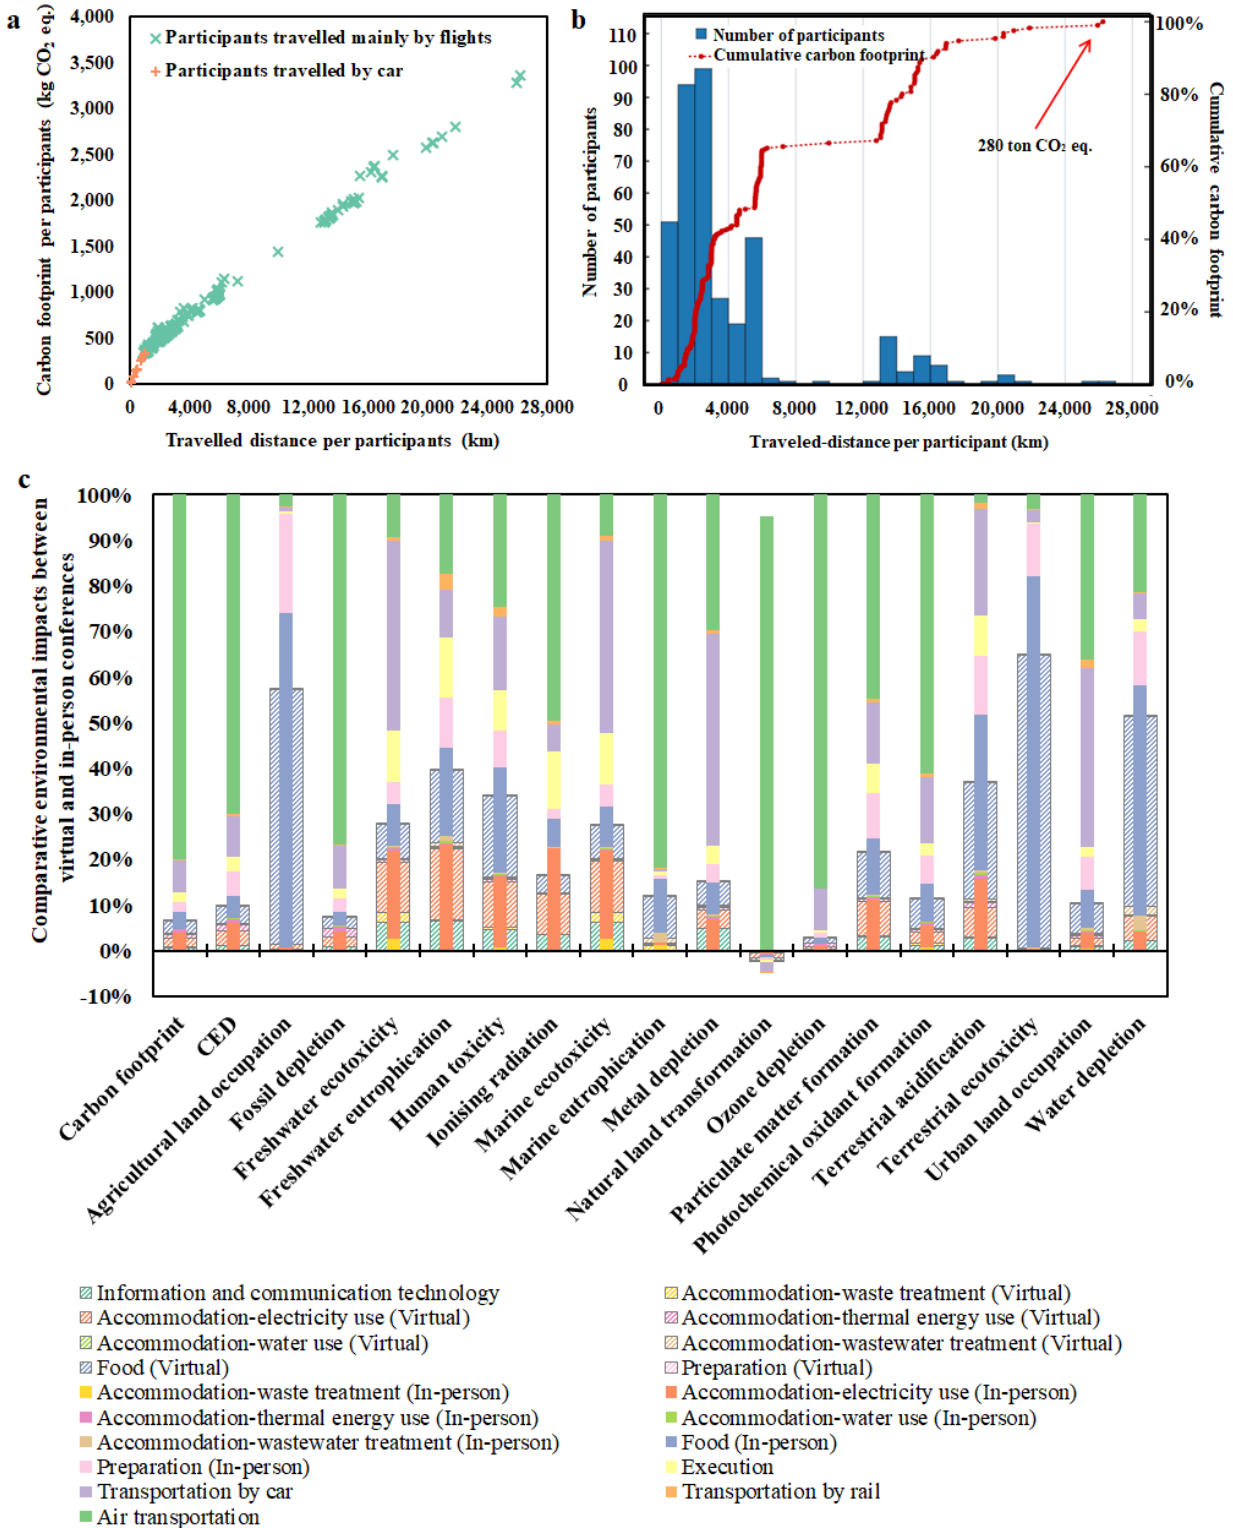 a
Carbon footprint per participants (kg CO₂ eq.)
4,000
3,500
3,000
2,500
2,000
1,500
1,000
500
0
Participants travelled mainly by flights
Participants travelled by car
0 4,000 8,000 12,000 16,000 20,000 24,000 28,000
Travelled distance per participants (km)
b
Number of participants
110
100
90
80
70
60
50
40
30
20
10
0
Number of participants
Cumulative carbon footprint
280 ton CO₂ eq.
100%
80%
60%
40%
20%
0%
Cumulative carbon footprint
0 4,000 8,000 12,000 16,000 20,000 24,000 28,000
Traveled-distance per participant (km)
c
Comparative environmental impacts between
virtual and in-person conferences
100%
90%
80%
70%
60%
50%
40%
30%
20%
10%
0%
-10%
Carbon footprint
CED
Agricultural land occupation
Fossil depletion
Freshwater ecotoxicity
Freshwater eutrophication
Human toxicity
Ionising radiation
Marine ecotoxicity
Marine eutrophication
Metal depletion
Natural land transformation
Ozone depletion
Particulate matter formation
Photochemical oxidant formation
Terrestrial acidification
Terrestrial ecotoxicity
Urban land occupation
Water depletion
Information and communication technology
Accommodation-waste treatment (Virtual)
Accommodation-electricity use (Virtual)
Accommodation-thermal energy use (Virtual)
Accommodation-water use (Virtual)
Accommodation-wastewater treatment (Virtual)
Food (Virtual)
Preparation (Virtual)
Accommodation-waste treatment (In-person)
Accommodation-electricity use (In-person)
Accommodation-thermal energy use (In-person)
Accommodation-water use (In-person)
Accommodation-wastewater treatment (In-person)
Food (In-person)
Preparation (In-person)
Execution
Transportation by car
Transportation by rail
Air transportation